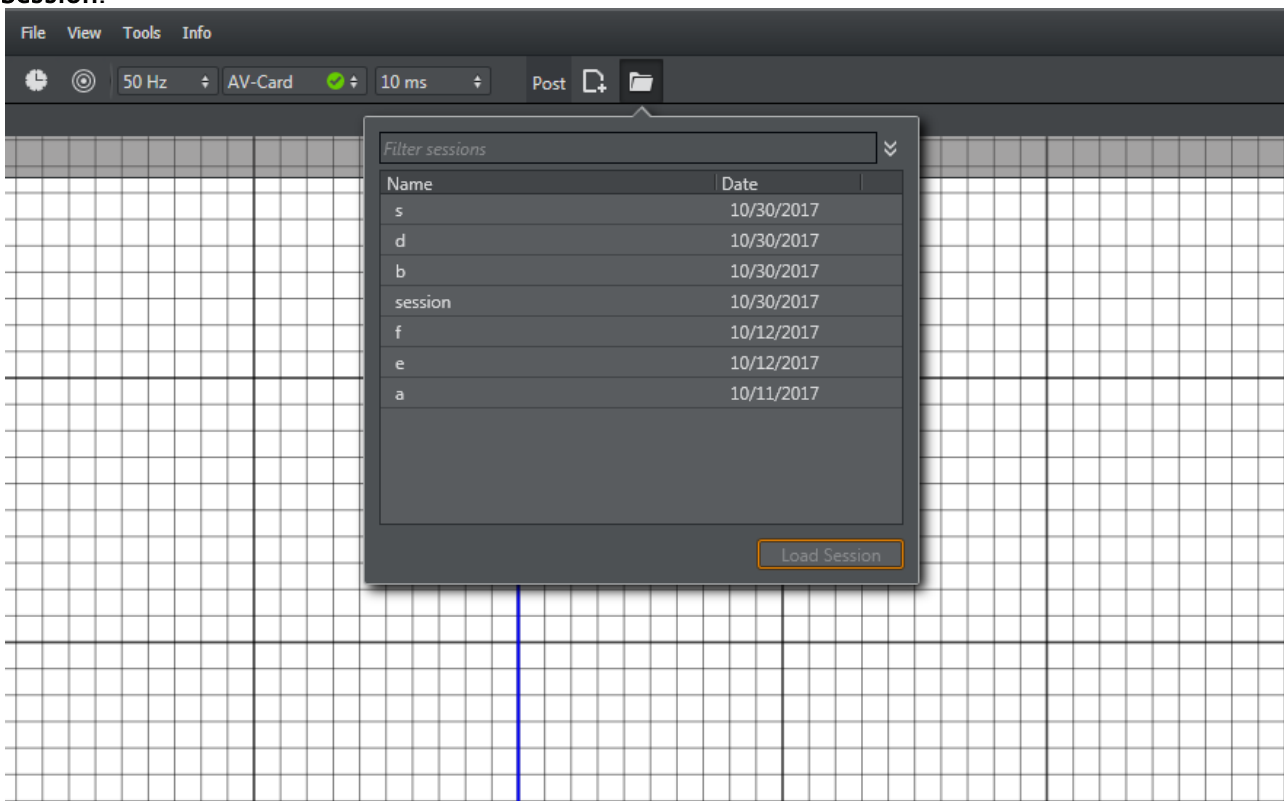 session.
File View Tools Info
50 Hz AV-Card 10 ms Post
Filter sessions
Name Date
s 10/30/2017
d 10/30/2017
b 10/30/2017
session 10/30/2017
f 10/12/2017
e 10/12/2017
a 10/11/2017
Load Session